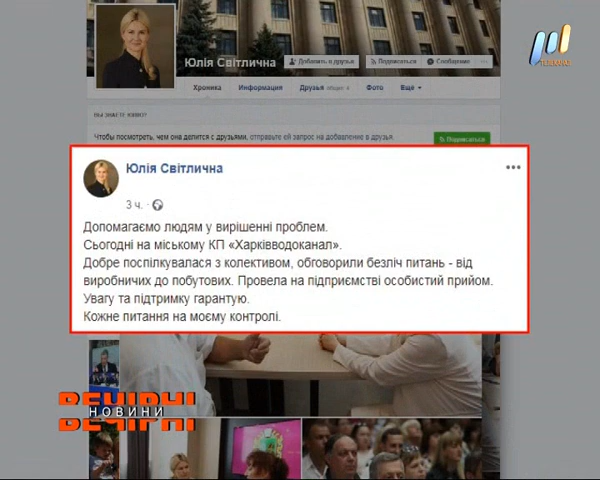 Юлія Світлична
Добавить в друзья
Подписаться
Сообщение
Хроника
Информация
Друзья
Фото
Ещё
Чтобы посмотреть, чем она делится с друзьями, отправьте ей запрос на добавление в друзья.
Подписаться
Юлія Світлична
3 ч.
Допомагаємо людям у вирішенні проблем.
Сьогодні на міському КП «Харківводоканал».
Добре поспілкувалася з колективом, обговорили безліч питань - від
виробничих до побутових. Провела на підприємстві особистий прийом.
Увагу та підтримку гарантую.
Кожне питання на моєму контролі.
ВЕЧІРНІ
НОВИНИ
ВЕЧІРНІ